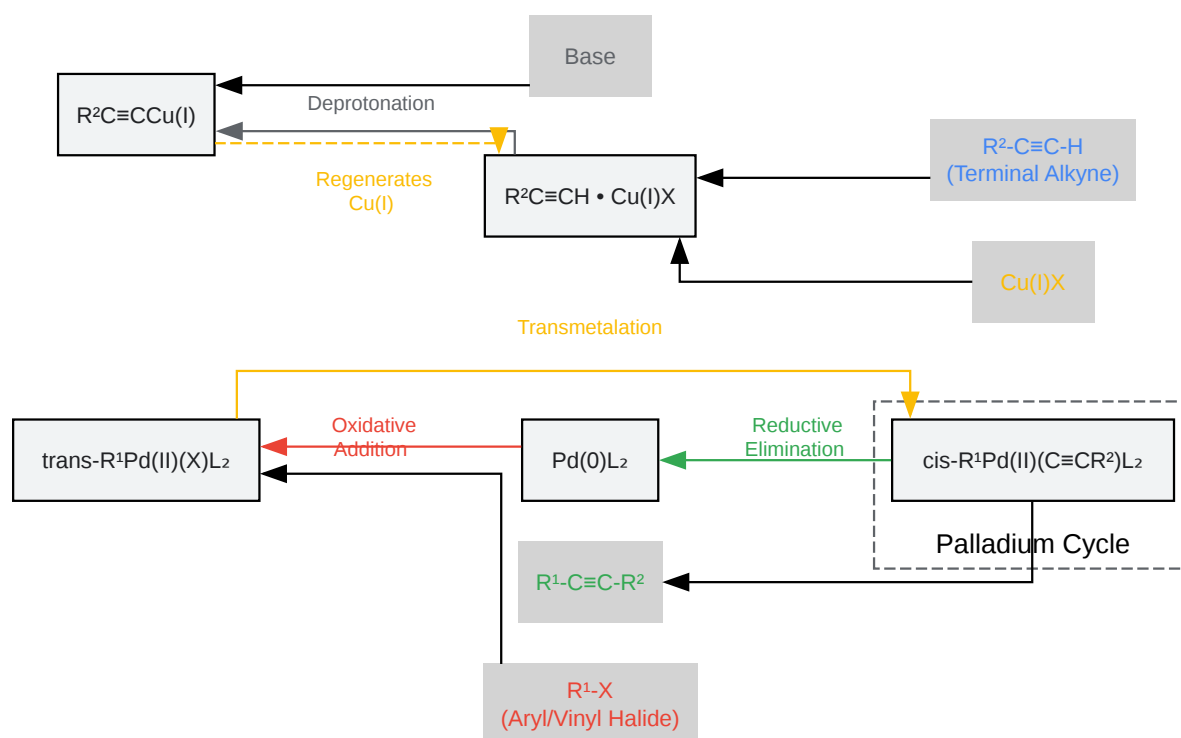 Base
R²C≡CCu(I)
Deprotonation
R²-C≡C-H
(Terminal Alkyne)
Regenerates
Cu(I)
R²C≡CH • Cu(I)X
Cu(I)X
Transmetalation
Oxidative
Addition
Reductive
Elimination
trans-R¹Pd(II)(X)L₂
Pd(0)L₂
cis-R¹Pd(II)(C≡CR²)L₂
Palladium Cycle
R¹-C≡C-R²
R¹-X
(Aryl/Vinyl Halide)